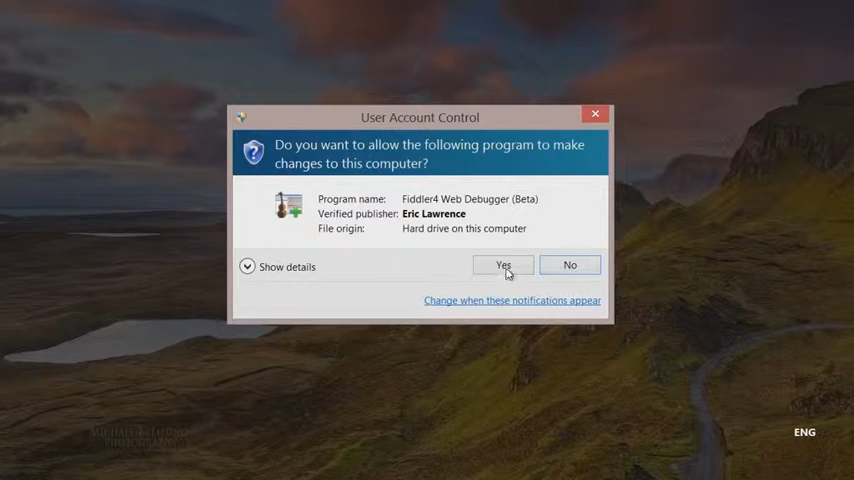 User Account Control
Do you want to allow the following program to make
changes to this computer?
Program name: Fiddler4 Web Debugger (Beta)
Verified publisher: Eric Lawrence
File origin: Hard drive on this computer
Show details
Yes
No
Change when these notifications appear
PHOTOGRAPHY
ENG